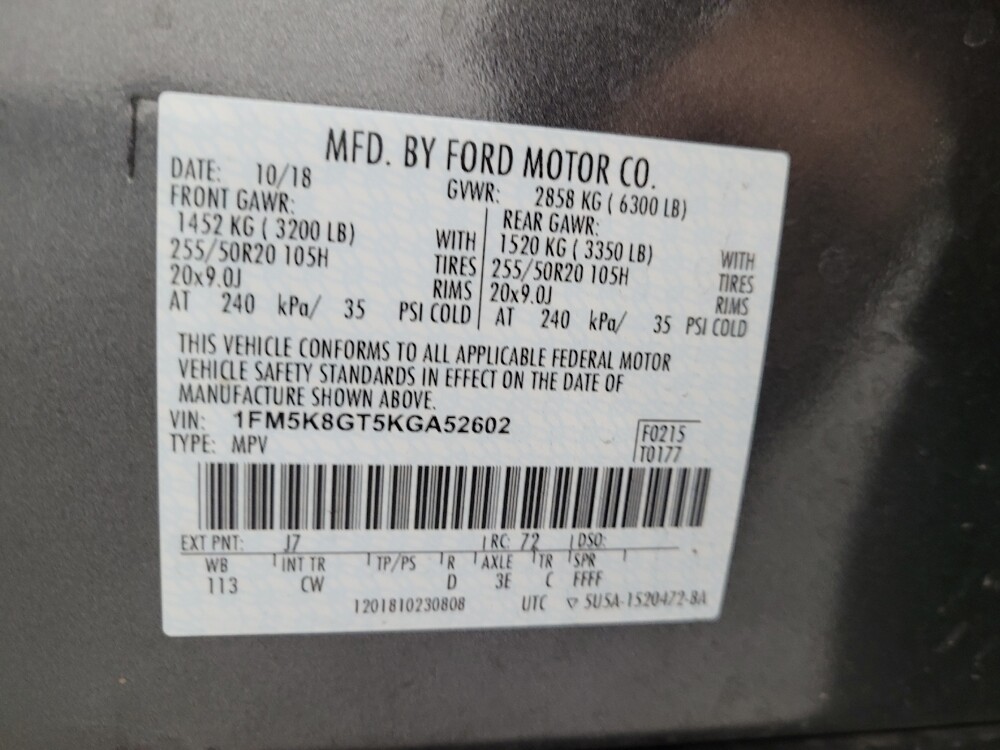 MFD. BY FORD MOTOR CO.
DATE: 10/18 GVWR: 2858 KG ( 6300 LB)
FRONT GAWR: REAR GAWR:
1452 KG ( 3200 LB) WITH 1520 KG ( 3350 LB) WITH
255/50R20 105H TIRES 255/50R20 105H TIRES
20x9.0J RIMS 20x9.0J RIMS
AT 240 kPa/ 35 PSI COLD AT 240 kPa/ 35 PSI COLD
THIS VEHICLE CONFORMS TO ALL APPLICABLE FEDERAL MOTOR
VEHICLE SAFETY STANDARDS IN EFFECT ON THE DATE OF
MANUFACTURE SHOWN ABOVE.
VIN: 1FM5K8GT5KGA52602
TYPE: MPV
F0215
T0177
EXT PNT: J7 RC: 72 DSO:
WB INT TR TP/PS R AXLE TR SPR
113 CW D 3E C FFFF
1201810230808 UTC ▽ 5U5A-1520472-BA